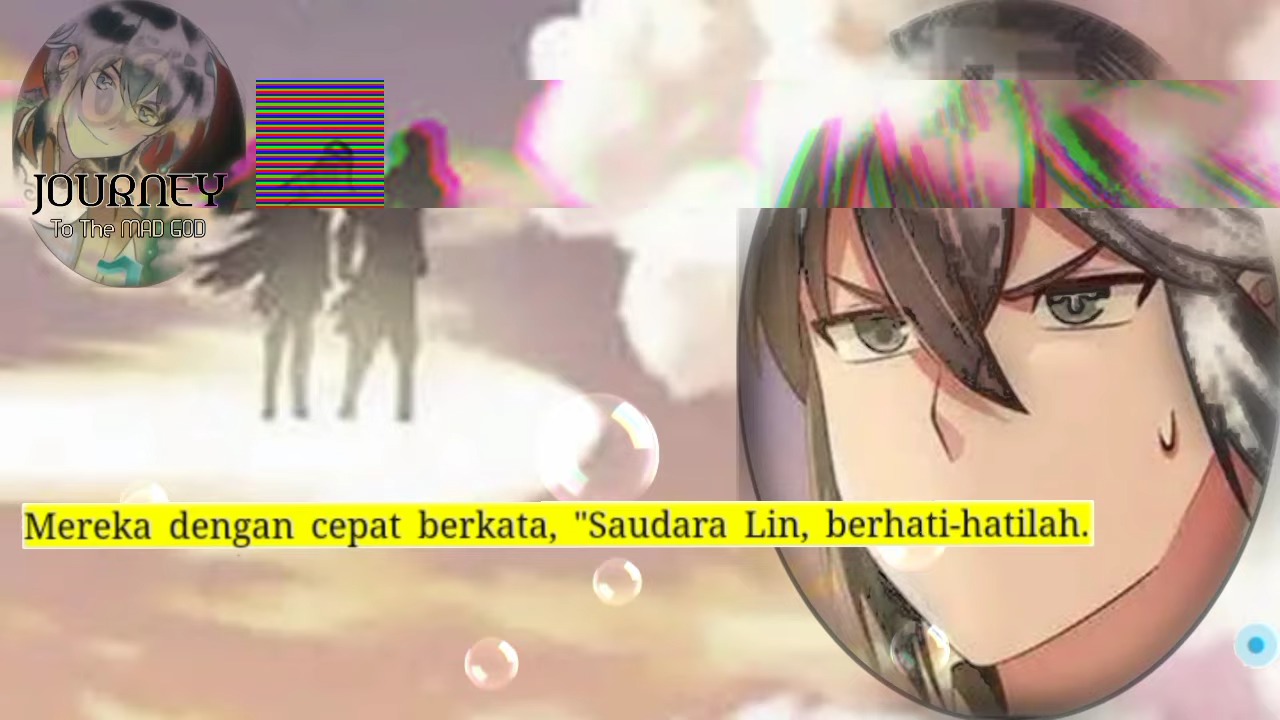 JOURNEY
To The MAD GOD
Mereka dengan cepat berkata, "Saudara Lin, berhati-hatilah.